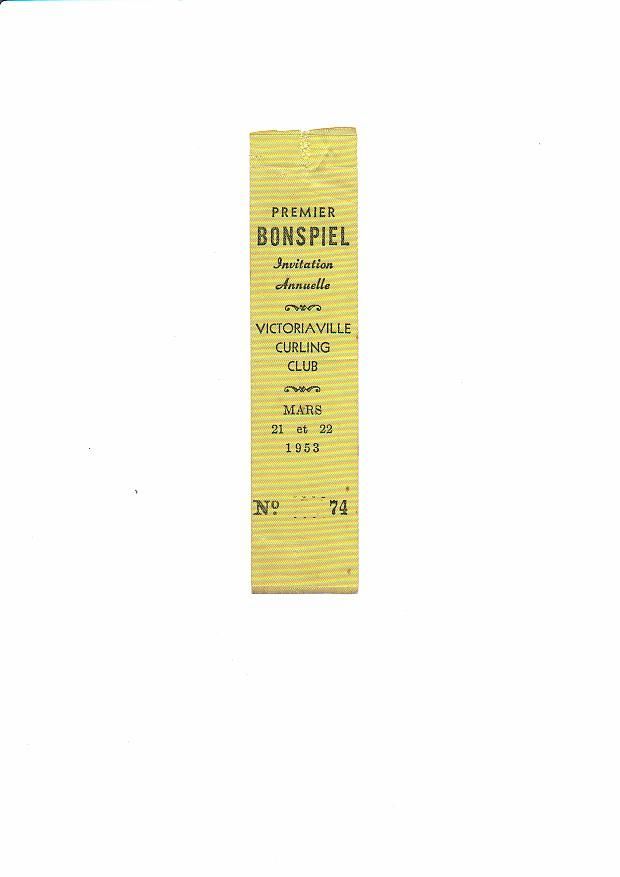 PREMIER
BONSPIEL
Invitation
Annuelle
VICTORIAVILLE
CURLING
CLUB
MARS
21 et 22
1953
Nº 74